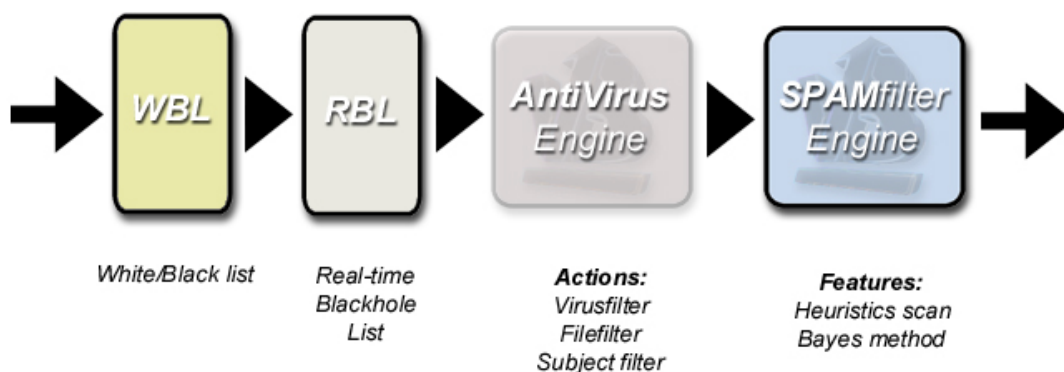 WBL
RBL
AntiVirus
Engine
SPAMfilter
Engine
White/Black list
Real-time
Blackhole
List
Actions:
Virusfilter
Filefilter
Subject filter
Features:
Heuristics scan
Bayes method